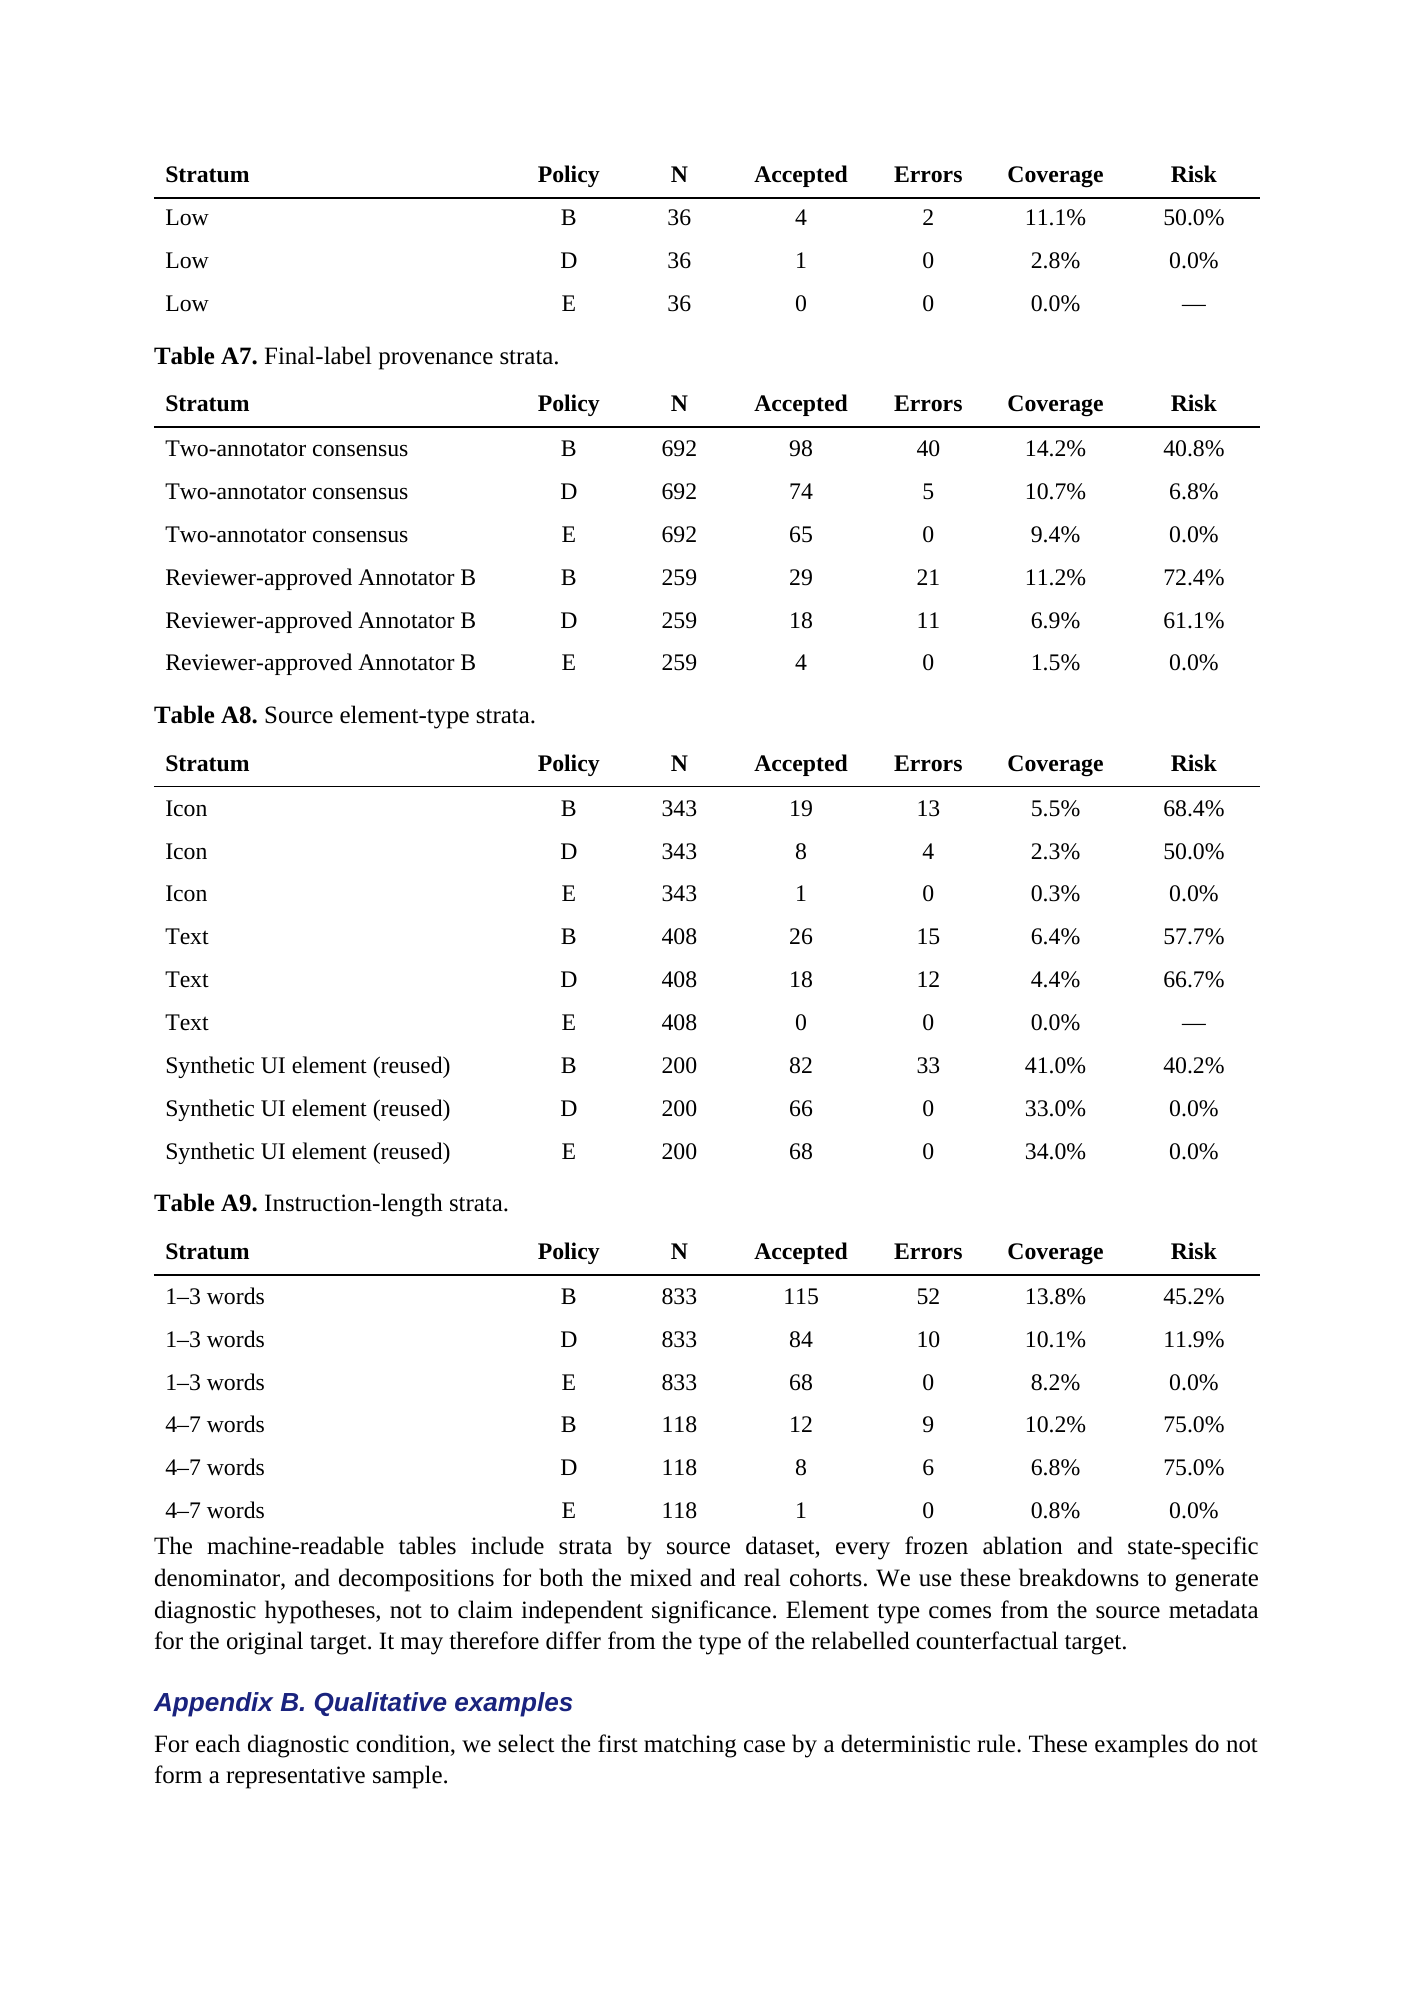 Stratum Policy N Accepted Errors Coverage Risk
Low B 36 4 2 11.1% 50.0%
Low D 36 1 0 2.8% 0.0%
Low E 36 0 0 0.0% —
Table A7. Final-label provenance strata.
Stratum Policy N Accepted Errors Coverage Risk
Two-annotator consensus B 692 98 40 14.2% 40.8%
Two-annotator consensus D 692 74 5 10.7% 6.8%
Two-annotator consensus E 692 65 0 9.4% 0.0%
Reviewer-approved Annotator B B 259 29 21 11.2% 72.4%
Reviewer-approved Annotator B D 259 18 11 6.9% 61.1%
Reviewer-approved Annotator B E 259 4 0 1.5% 0.0%
Table A8. Source element-type strata.
Stratum Policy N Accepted Errors Coverage Risk
Icon B 343 19 13 5.5% 68.4%
Icon D 343 8 4 2.3% 50.0%
Icon E 343 1 0 0.3% 0.0%
Text B 408 26 15 6.4% 57.7%
Text D 408 18 12 4.4% 66.7%
Text E 408 0 0 0.0% —
Synthetic UI element (reused) B 200 82 33 41.0% 40.2%
Synthetic UI element (reused) D 200 66 0 33.0% 0.0%
Synthetic UI element (reused) E 200 68 0 34.0% 0.0%
Table A9. Instruction-length strata.
Stratum Policy N Accepted Errors Coverage Risk
1–3 words B 833 115 52 13.8% 45.2%
1–3 words D 833 84 10 10.1% 11.9%
1–3 words E 833 68 0 8.2% 0.0%
4–7 words B 118 12 9 10.2% 75.0%
4–7 words D 118 8 6 6.8% 75.0%
4–7 words E 118 1 0 0.8% 0.0%
The machine-readable tables include strata by source dataset, every frozen ablation and state-specific
denominator, and decompositions for both the mixed and real cohorts. We use these breakdowns to generate
diagnostic hypotheses, not to claim independent significance. Element type comes from the source metadata
for the original target. It may therefore differ from the type of the relabelled counterfactual target.
Appendix B. Qualitative examples
For each diagnostic condition, we select the first matching case by a deterministic rule. These examples do not
form a representative sample.